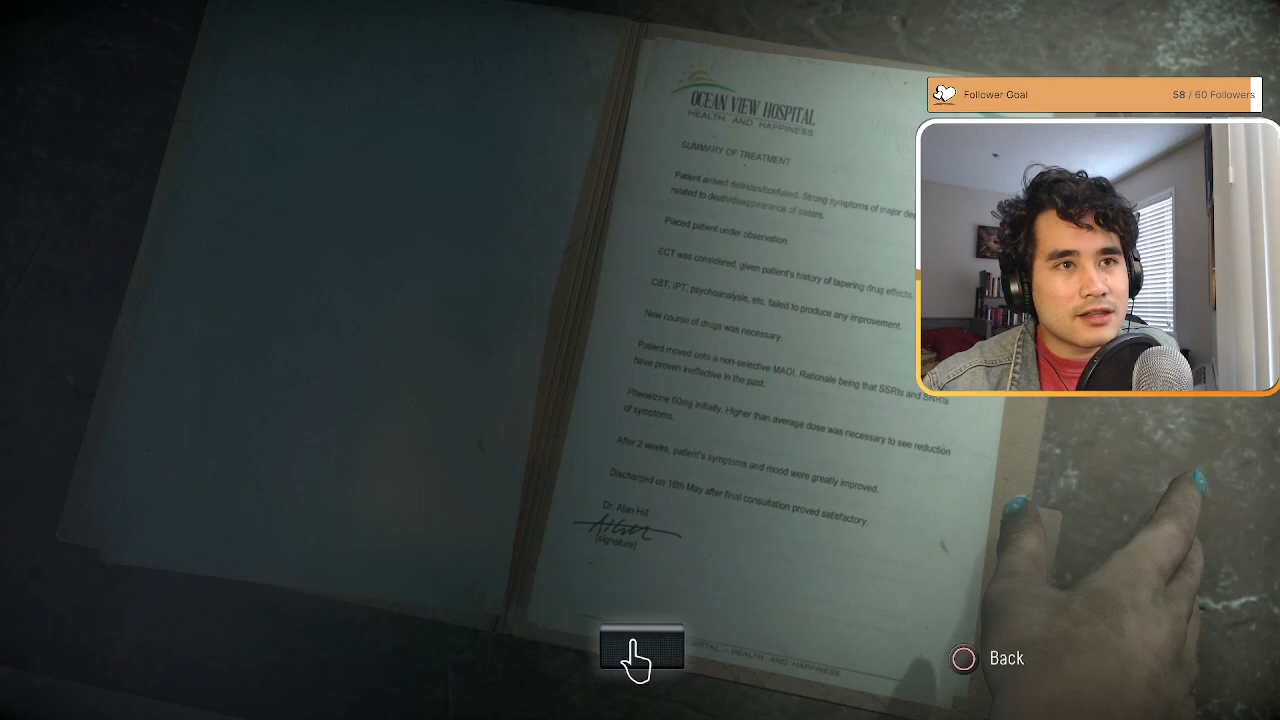 OCEAN VIEW HOSPITAL
HEALTH AND HAPPINESS
SUMMARY OF TREATMENT
Patient arrived delirious/confused. Strong symptoms of major
related to death/disappearance of sisters.
Placed patient under observation.
ECT was considered, given patient's history of tapering drug effects,
CBT, IPT, psychoanalysis, etc, failed to produce any improvement.
New course of drugs was necessary.
Patient moved onto a non-selective MAOI. Rationale being that SSRIs and SNRIs
have proven ineffective in the past.
Phenelzine 60mg initially. Higher than average dose was necessary to see reduction
of symptoms.
After 2 weeks, patient's symptoms and mood were greatly improved.
Discharged on 16th May after final consultation proved satisfactory.
Dr. Alan Hill
[signature]
HEALTH AND HAPPINESS
Follower Goal
58 / 60 Followers
Back